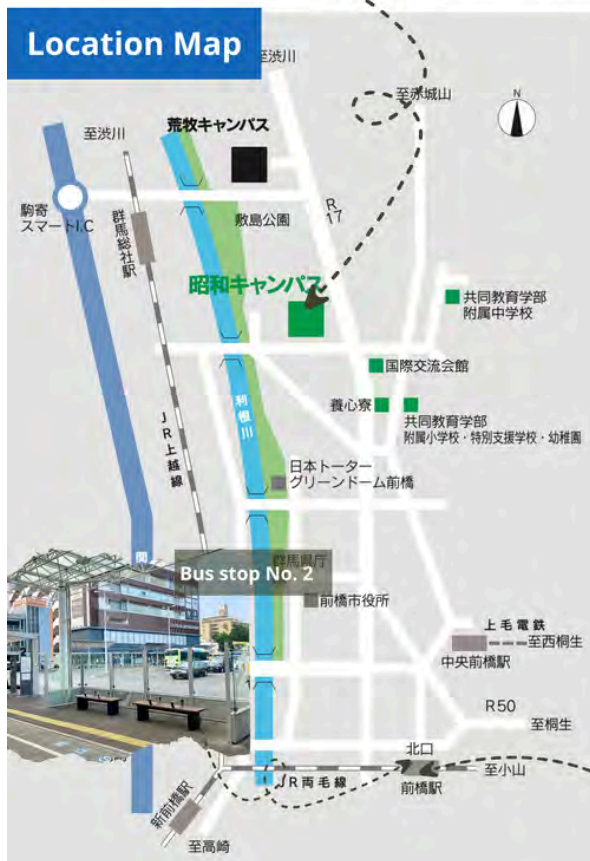 Location Map
至渋川
至赤城山
N
荒牧キャンパス
至渋川
駒寄
スマートI.C
群馬総社駅
敷島公園
R
17
昭和キャンパス
共同教育学部
附属中学校
国際交流会館
養心寮
共同教育学部
附属小学校・特別支援学校・幼稚園
利根川
JR上越線
日本トーター
グリーンドーム前橋
関
群馬県庁
Bus stop No. 2
前橋市役所
上毛電鉄
至西桐生
中央前橋駅
R50
至桐生
北口
至小山
JR両毛線
前橋駅
新前橋駅
至高崎